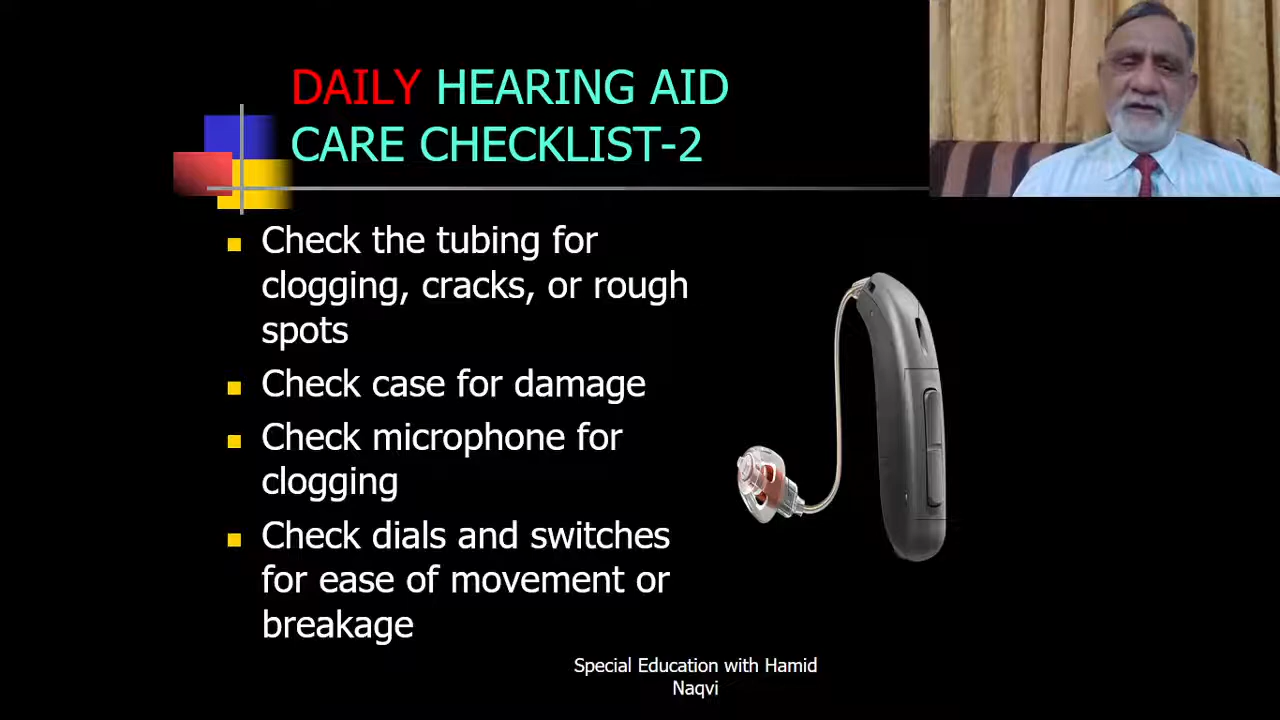 DAILY HEARING AID
CARE CHECKLIST-2
Check the tubing for
clogging, cracks, or rough
spots
Check case for damage
Check microphone for
clogging
Check dials and switches
for ease of movement or
breakage
Special Education with Hamid
Naqvi